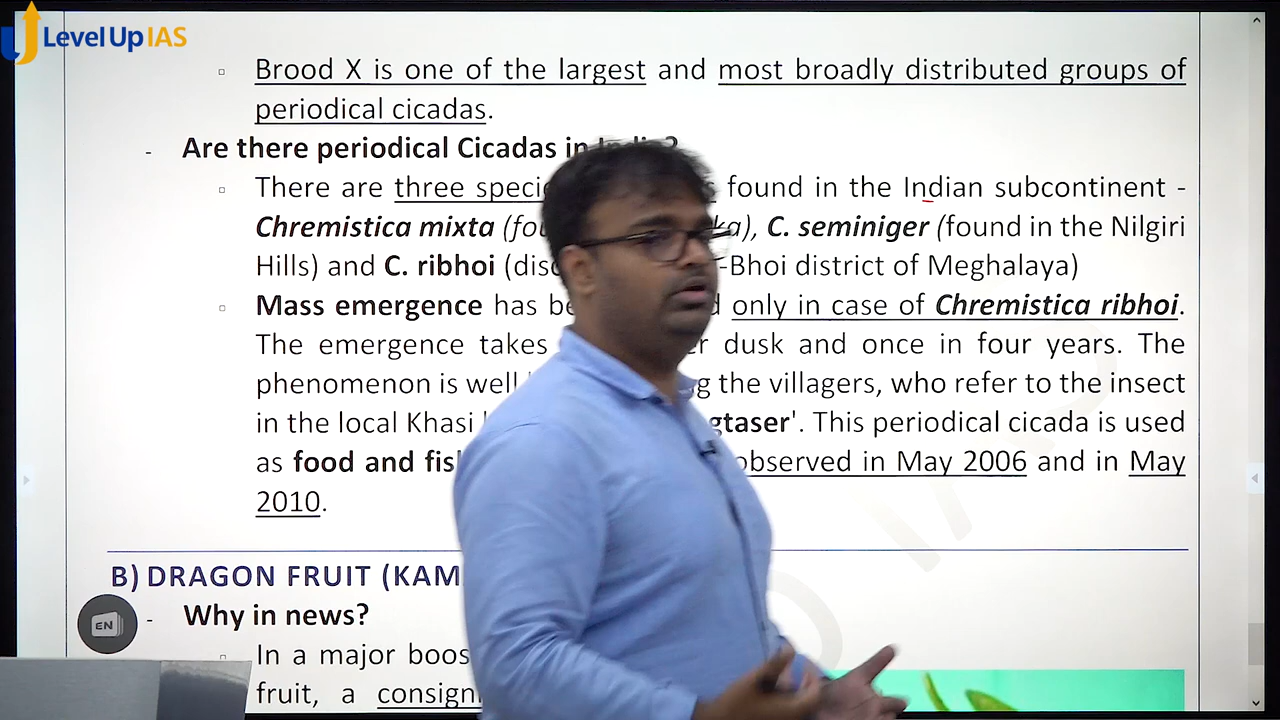 Level Up IAS
▫ Brood X is one of the largest and most broadly distributed groups of
periodical cicadas.
- Are there periodical Cicadas in India?
▫ There are three speci s found in the Indian subcontinent -
Chremistica mixta (fou ka), C. seminiger (found in the Nilgiri
Hills) and C. ribhoi (disc -Bhoi district of Meghalaya)
▫ Mass emergence has be d only in case of Chremistica ribhoi.
The emergence takes r dusk and once in four years. The
phenomenon is well g the villagers, who refer to the insect
in the local Khasi gtaser'. This periodical cicada is used
as food and fis observed in May 2006 and in May
2010.
B) DRAGON FRUIT (KAM
EN
- Why in news?
▫ In a major boos
fruit, a consign